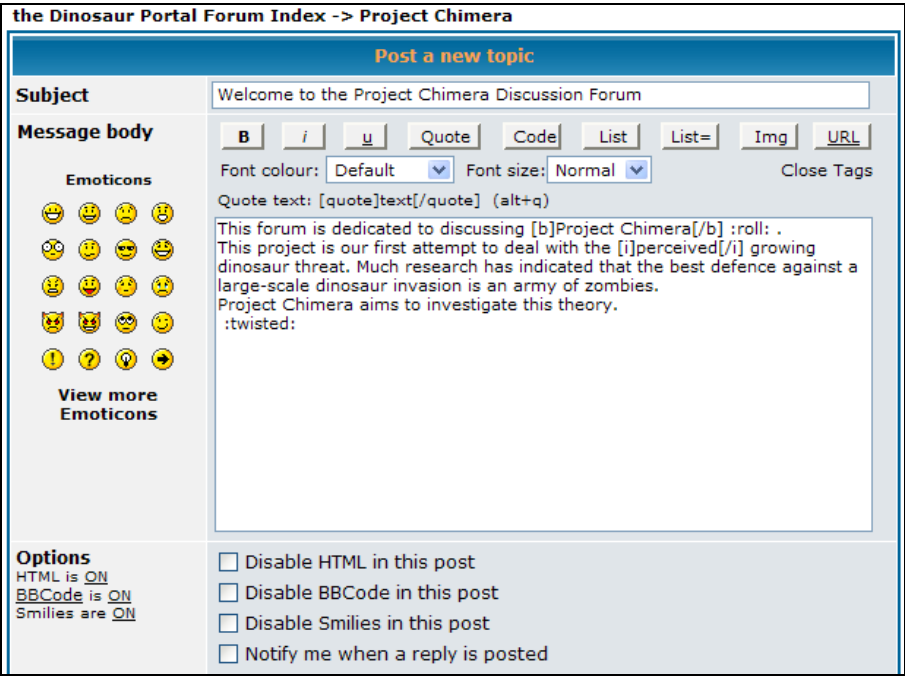 the Dinosaur Portal Forum Index -> Project Chimera
Post a new topic
Subject
Welcome to the Project Chimera Discussion Forum
Message body
B i u Quote Code List List= Img URL
Font colour: Default Font size: Normal Close Tags
Quote text: [quote]text[/quote] (alt+q)
Emoticons
View more
Emoticons
This forum is dedicated to discussing [b]Project Chimera[/b] :roll: .
This project is our first attempt to deal with the [i]perceived[/i] growing
dinosaur threat. Much research has indicated that the best defence against a
large-scale dinosaur invasion is an army of zombies.
Project Chimera aims to investigate this theory.
:twisted:
Options
HTML is ON
BBCode is ON
Smilies are ON
Disable HTML in this post
Disable BBCode in this post
Disable Smilies in this post
Notify me when a reply is posted